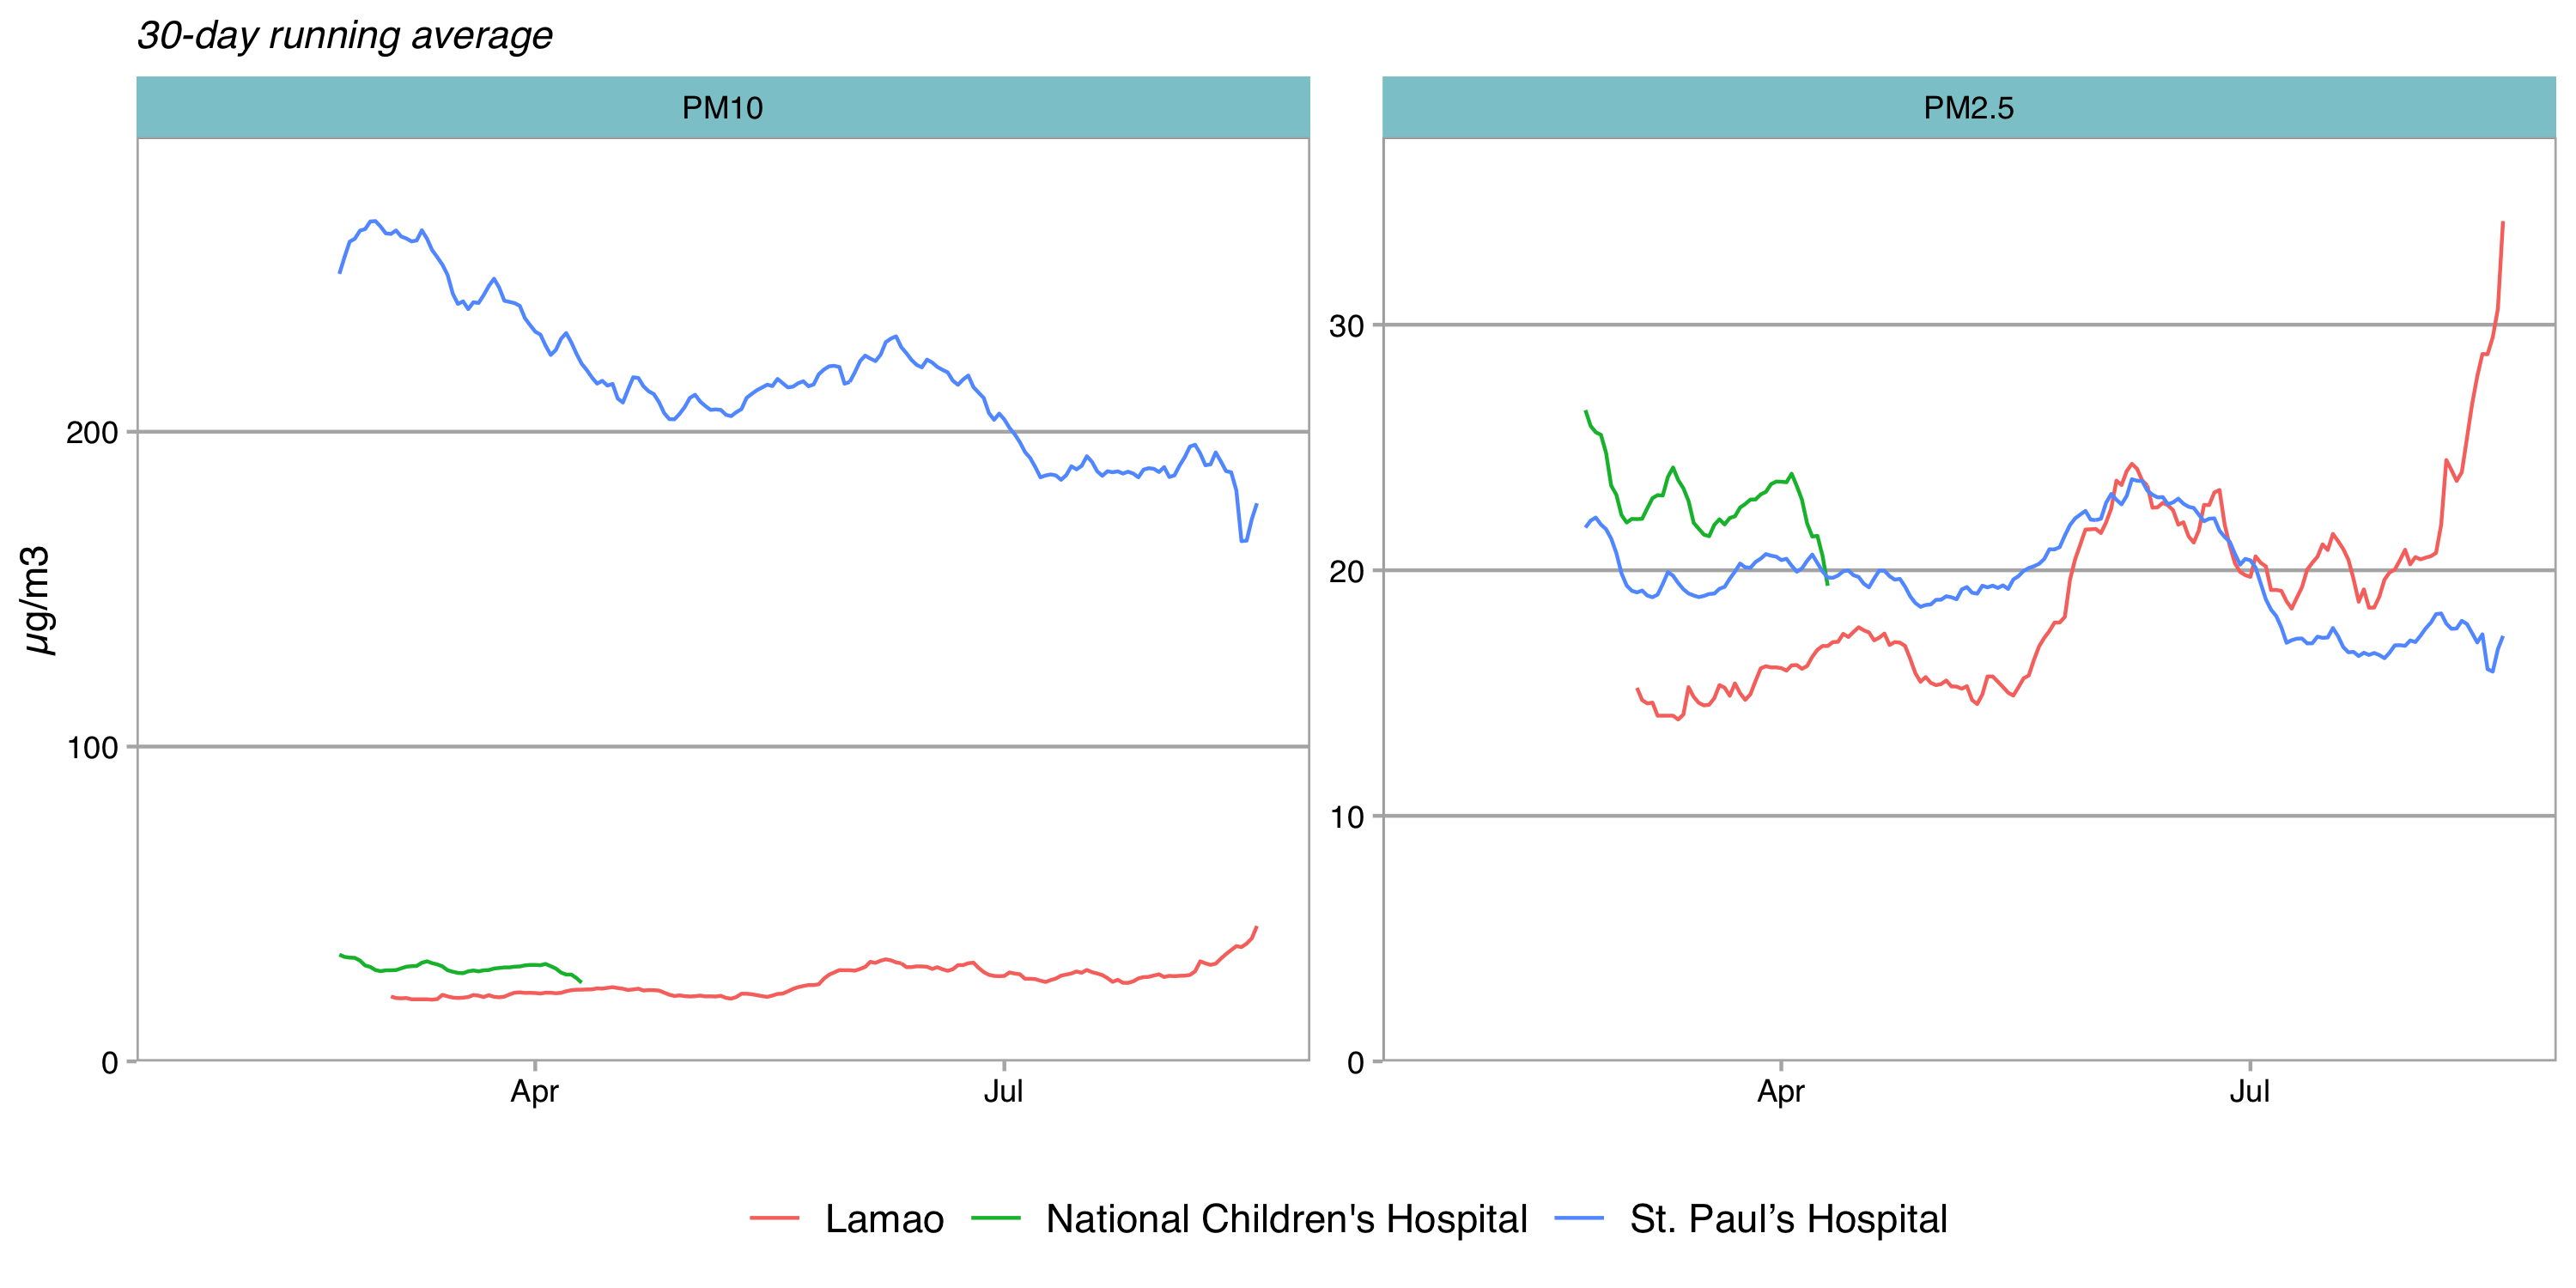 30-day running average
PM10
PM2.5
µg/m3
200
100
0
30
20
10
0
Apr
Jul
Apr
Jul
Lamao
National Children's Hospital
St. Paul’s Hospital